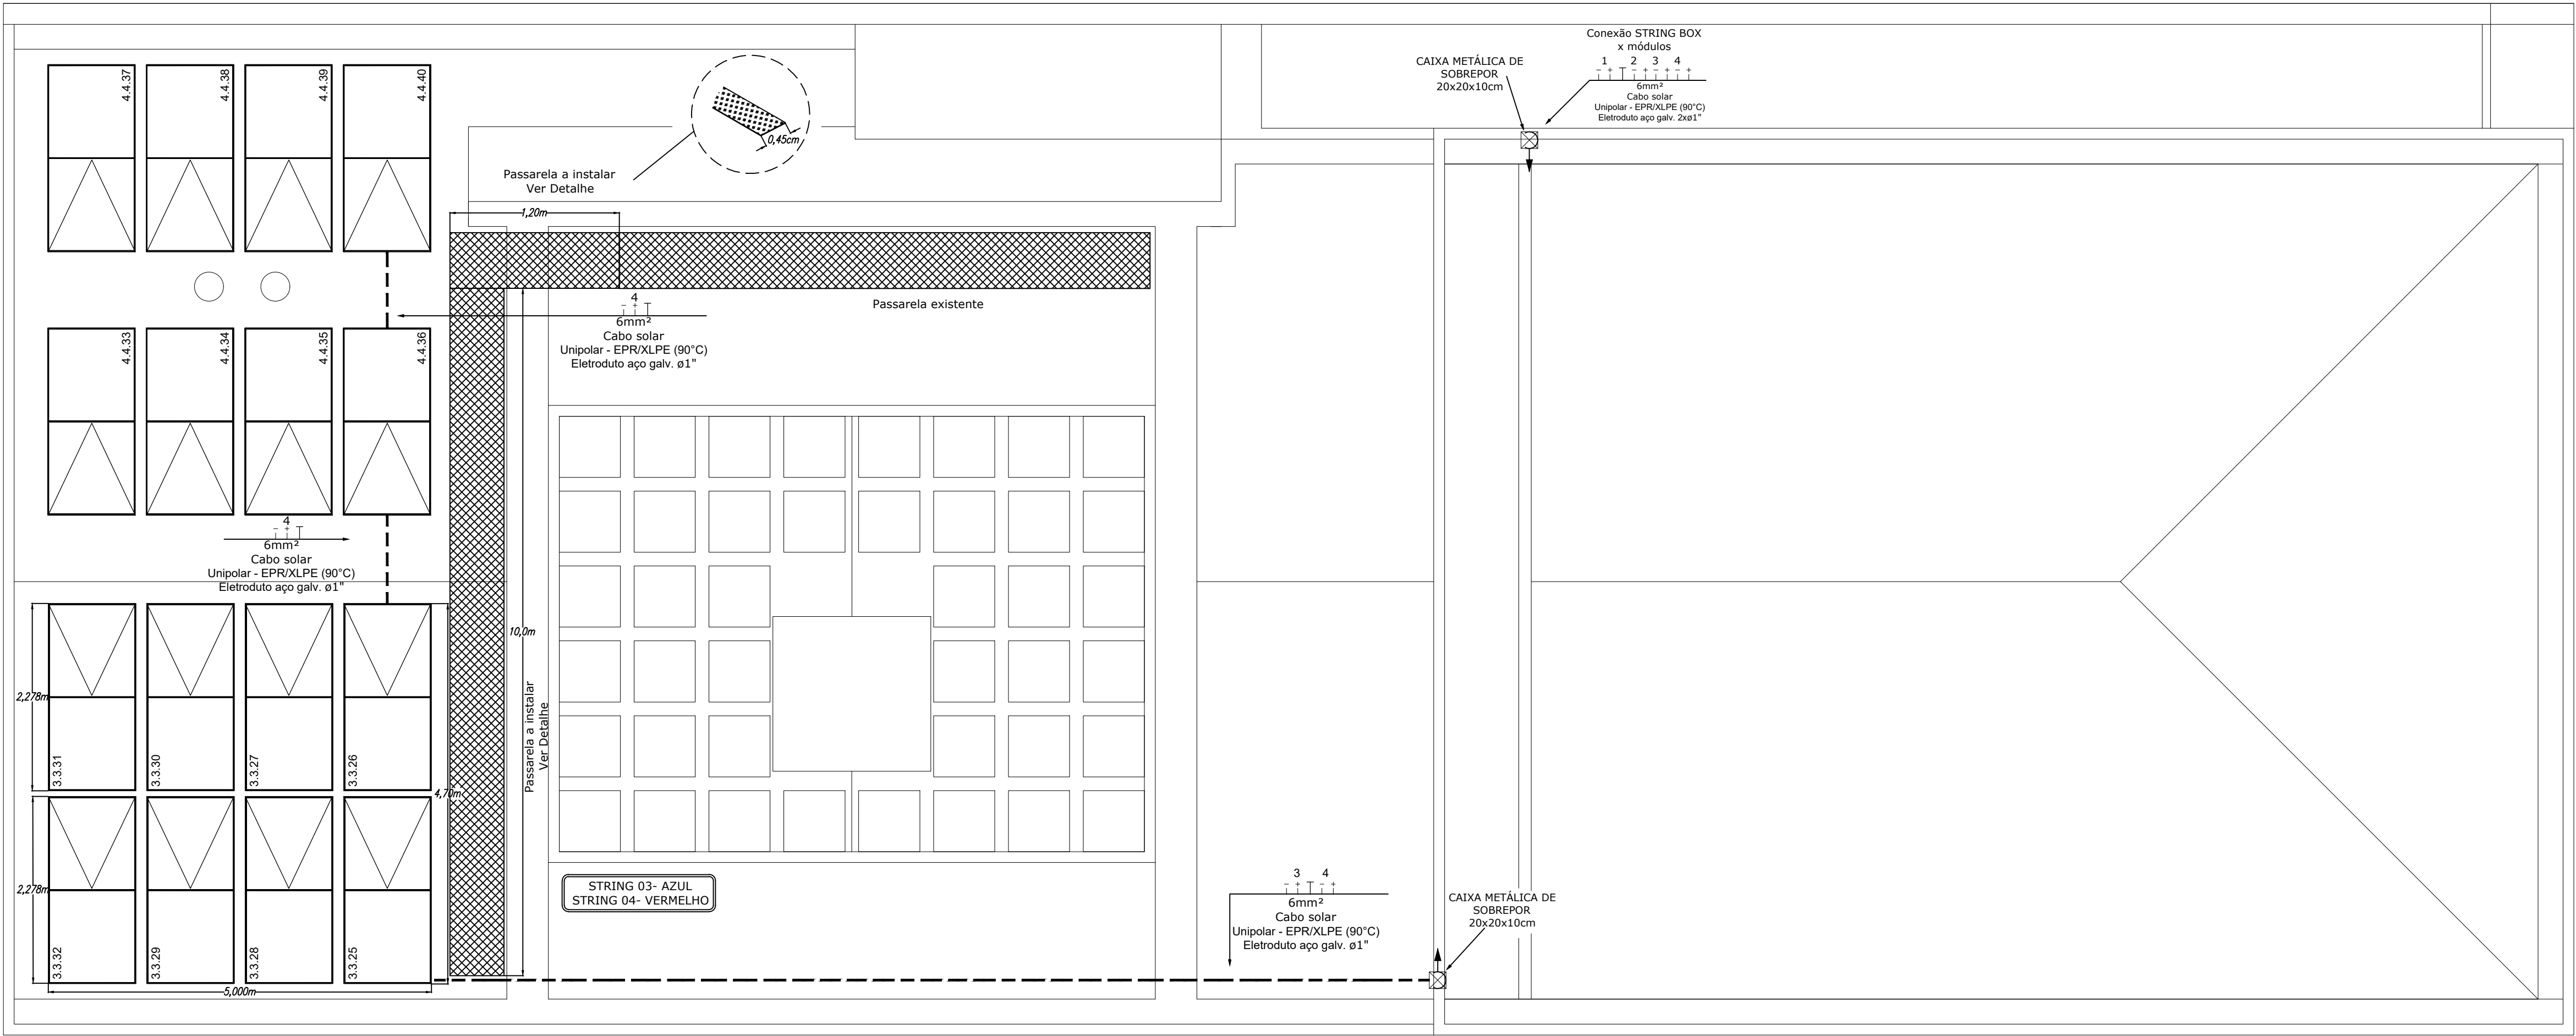 4.4.37
4.4.38
4.4.39
4.4.40
0,45cm
Passarela a instalar
Ver Detalhe
1,20m
CAIXA METÁLICA DE
SOBREPOR
20x20x10cm
Conexão STRING BOX
x módulos
1 2 3 4
- + - + - + - +
6mm²
Cabo solar
Unipolar - EPR/XLPE (90°C)
Eletroduto aço galv. 2xø1"
4
- +
6mm²
Cabo solar
Unipolar - EPR/XLPE (90°C)
Eletroduto aço galv. ø1"
Passarela existente
4.4.33
4.4.34
4.4.35
4.4.36
4
- +
6mm²
Cabo solar
Unipolar - EPR/XLPE (90°C)
Eletroduto aço galv. ø1"
10,0m
Passarela a instalar
Ver Detalhe
2,278m
3.3.31
3.3.30
3.3.27
3.3.26
4,70m
2,278m
3.3.32
3.3.29
3.3.28
3.3.25
5,000m
STRING 03- AZUL
STRING 04- VERMELHO
3 4
- + - +
6mm²
Cabo solar
Unipolar - EPR/XLPE (90°C)
Eletroduto aço galv. ø1"
CAIXA METÁLICA DE
SOBREPOR
20x20x10cm